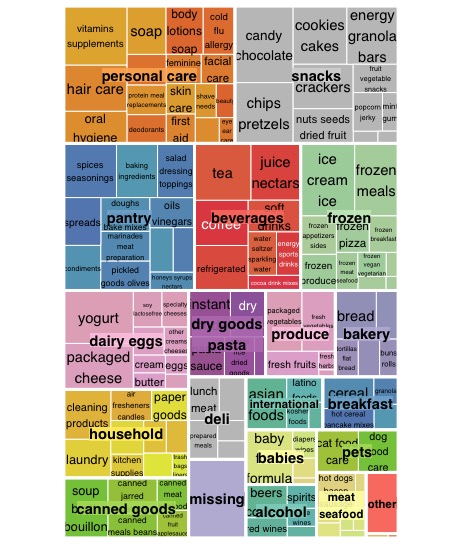 vitamins
supplements
soap
body
lotions
soap
cold
flu
allergy
feminine
care
facial
care
personal care
hair care
protein meal
replacements
skin
care
shave
needs
beauty
oral
hygiene
deodorants
first
aid
eye
ear
care
candy
chocolate
cookies
cakes
energy
granola
bars
snacks
crackers
fruit
vegetable
snacks
chips
pretzels
nuts seeds
dried fruit
popcorn
jerky
mint
gum
spices
seasonings
baking
ingredients
salad
dressing
toppings
spreads
doughs
bake mixes
oils
vinegars
pantry
marinades
meat
preparation
condiments
pickled
goods olives
honeys syrups
nectars
tea
juice
nectars
coffee
soft
drinks
beverages
refrigerated
water
seltzer
sparkling
water
energy
sports
drinks
cocoa drink mixes
ice
cream
ice
frozen
meals
frozen
frozen
appetizers
sides
frozen
pizza
frozen
breakfast
frozen
produce
frozen
meat
seafood
frozen
vegan
vegetarian
yogurt
soy
lactosefree
specialty
cheeses
dairy eggs
other
creams
cheeses
packaged
cheese
cream
eggs
butter
instant
dry
dry goods
pasta
pasta
sauce
dried
goods
packaged
vegetables
fresh
vegetables
produce
fresh fruits
fresh
herbs
bread
bakery
tortillas
flat
bread
buns
rolls
cleaning
products
air
fresheners
candles
paper
goods
household
laundry
kitchen
supplies
trash
bags
liners
lunch
meat
deli
prepared
meals
asian
foods
latino
foods
international
kosher
foods
cereal
granola
breakfast
hot cereal
pancake mixes
baby
formula
diapers
wipes
babies
cat food
care
dog
food
care
pets
soup
bouillon
canned
jarred
canned
meat
canned goods
canned
meals beans
canned
fruit
applesauce
missing
beers
spirits
alcohol
red wines
hot dogs
bacon
meat
seafood
other